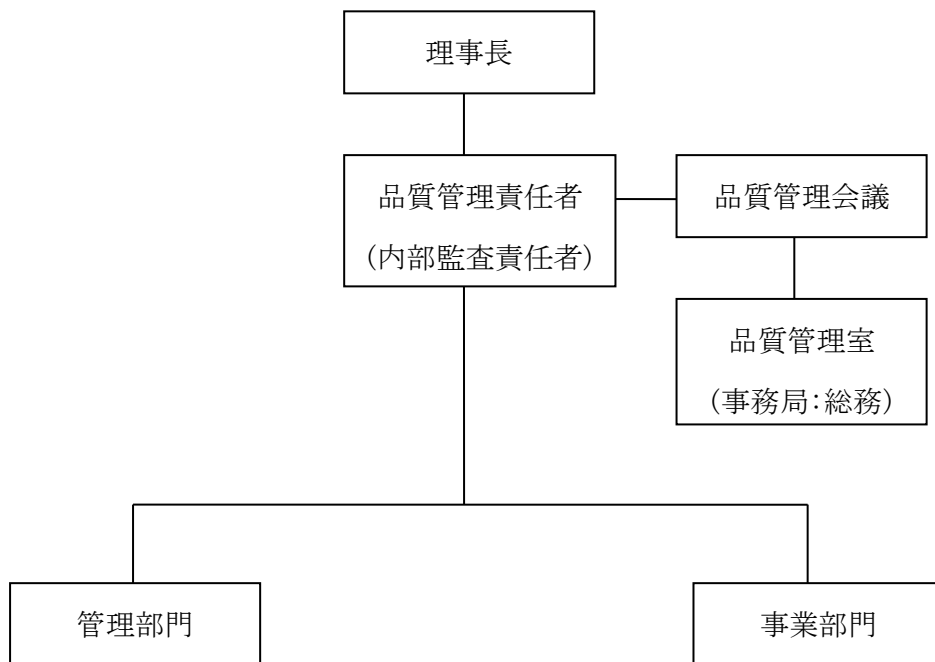 理事長
品質管理責任者
(内部監査責任者)
品質管理会議
品質管理室
(事務局:総務)
管理部門
事業部門